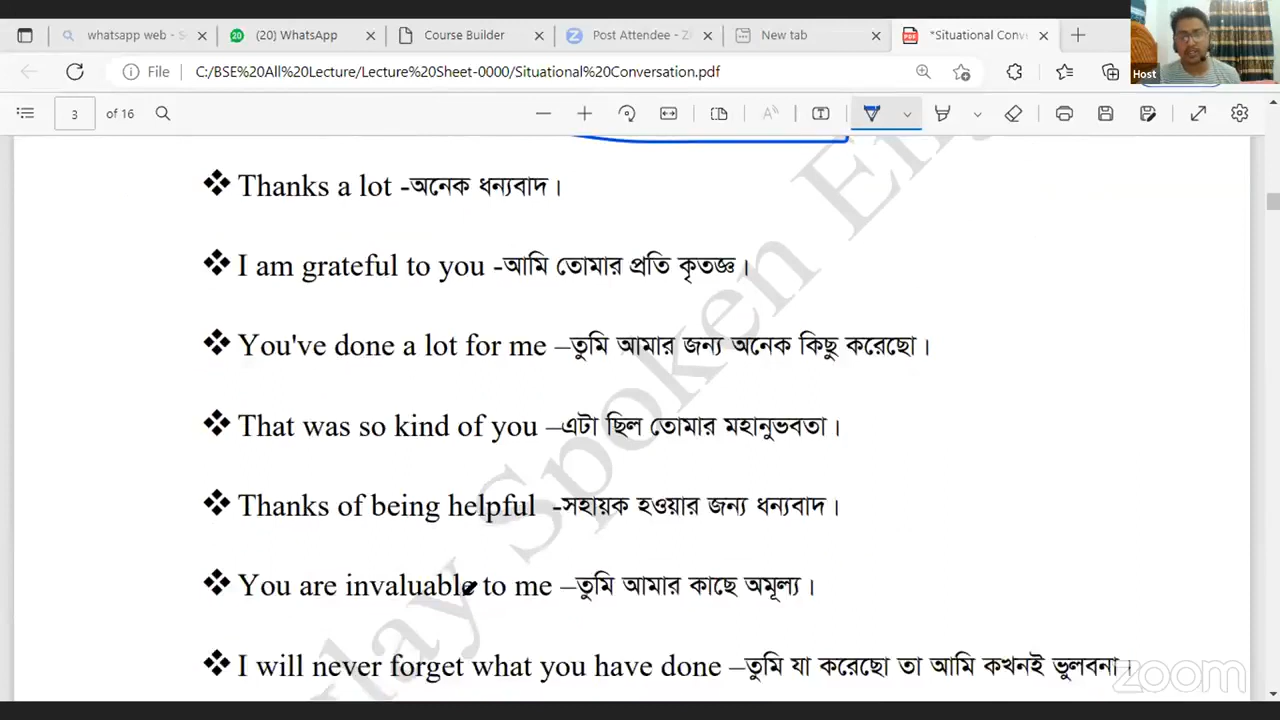 whatsapp web - S
(20) WhatsApp
Course Builder
Post Attendee - Z
New tab
*Situational Conv
Host
File
C:/BSE%20All%20Lecture/Lecture%20Sheet-0000/Situational%20Conversation.pdf
3 of 16
❖ Thanks a lot -অনেক ধন্যবাদ।
❖ I am grateful to you -আমি তোমার প্রতি কৃতজ্ঞ।
❖ You've done a lot for me –তুমি আমার জন্য অনেক কিছু করেছো।
❖ That was so kind of you –এটা ছিল তোমার মহানুভবতা।
❖ Thanks of being helpful -সহায়ক হওয়ার জন্য ধন্যবাদ।
❖ You are invaluable to me –তুমি আমার কাছে অমূল্য।
❖ I will never forget what you have done –তুমি যা করেছো তা আমি কখনই ভুলবনা।
zoom
lay Spoken En